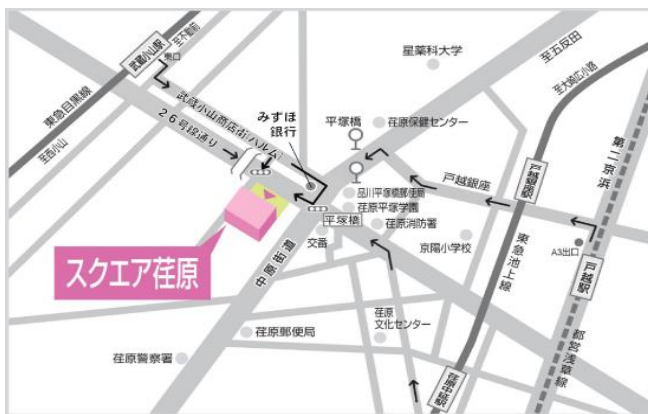 武蔵小山駅
東口
至不動前
東急目黒線
至西小山
武蔵小山商店街パルム
26号線通り
みずほ
銀行
星薬科大学
至五反田
至大崎広小路
平塚橋
荏原保健センター
戸越銀座
戸越銀座駅
第二京浜
品川平塚橋郵便局
荏原平塚学園
荏原消防署
平塚橋
交番
京陽小学校
東急池上線
A3出口
戸越駅
都営浅草線
スクエア荏原
中原街道
荏原
文化センター
荏原郵便局
荏原警察署
荏原中延駅